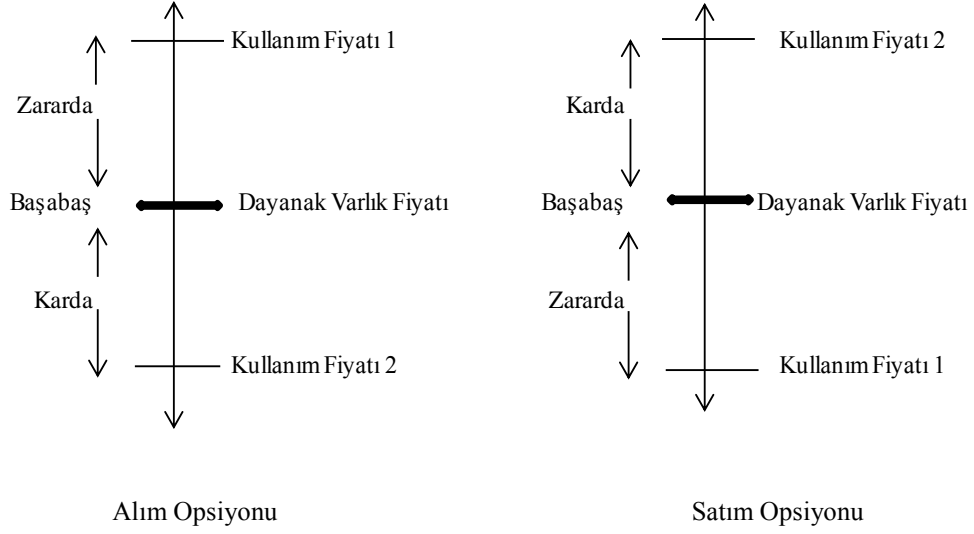 Kullanım Fiyatı 1
Zararda
Başabaş
Dayanak Varlık Fiyatı
Karda
Kullanım Fiyatı 2
Alım Opsiyonu
Kullanım Fiyatı 2
Karda
Başabaş
Dayanak Varlık Fiyatı
Zararda
Kullanım Fiyatı 1
Satım Opsiyonu